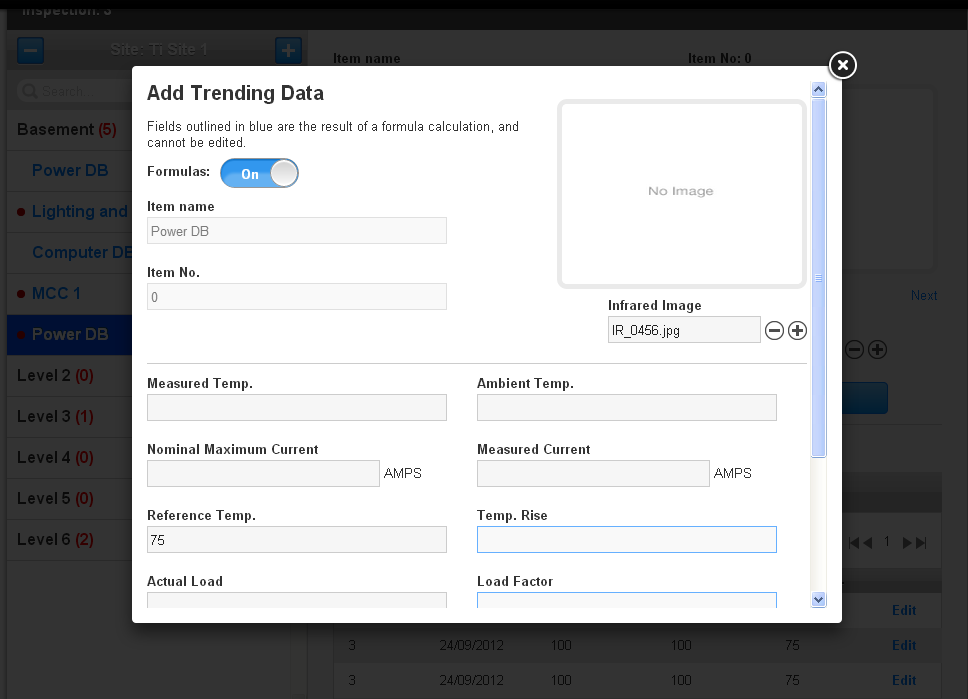 Inspection: 3
Site: Ti Site 1
Item name
Item No: 0
Search...
Basement (5)
Power DB
Lighting and
Computer DB
MCC 1
Power DB
Level 2 (0)
Level 3 (1)
Level 4 (0)
Level 5 (0)
Level 6 (2)
Add Trending Data
Fields outlined in blue are the result of a formula calculation, and
cannot be edited.
Formulas: On
Item name
Power DB
Item No.
0
No Image
Infrared Image
IR_0456.jpg
Measured Temp.
Ambient Temp.
Nominal Maximum Current
AMPS
Measured Current
AMPS
Reference Temp.
75
Temp. Rise
Actual Load
Load Factor
Next
1
Edit
3 24/09/2012 100 100 75 Edit
3 24/09/2012 100 100 75 Edit